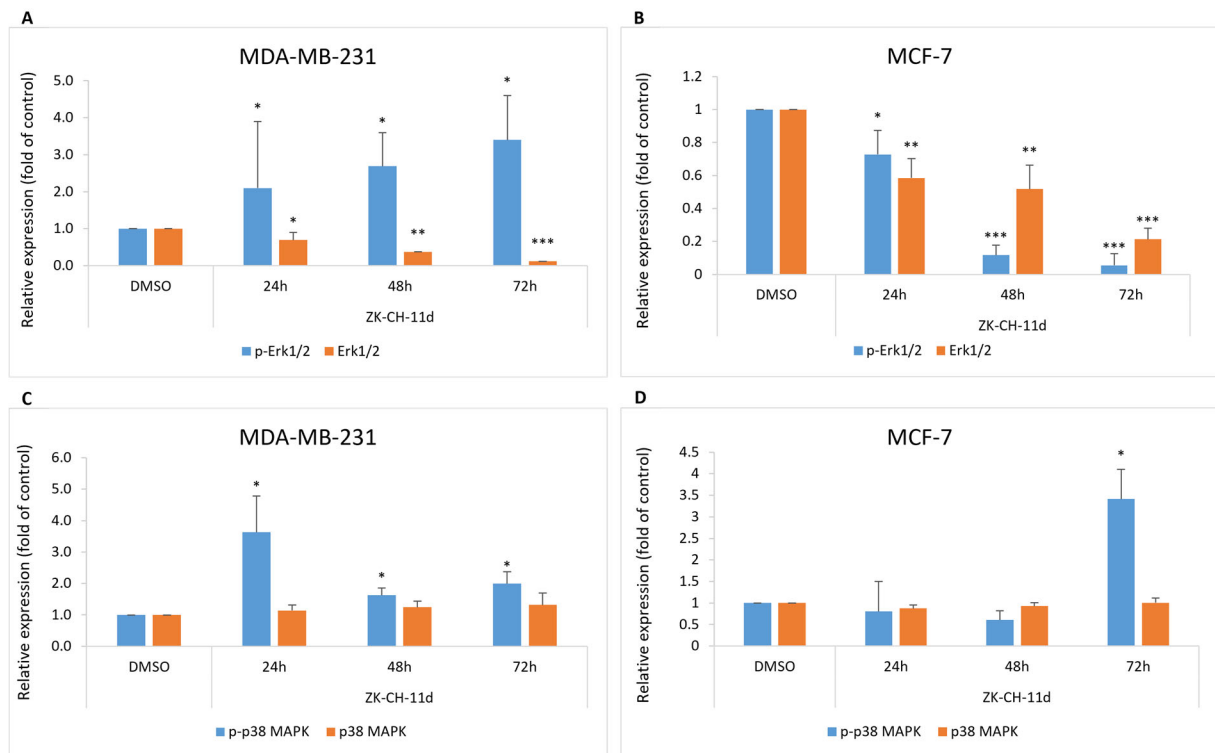 A
MDA-MB-231
Relative expression (fold of control)
5.0
4.0
3.0
2.0
1.0
0.0
*
*
*
*
**
***
DMSO
24h
48h
72h
ZK-CH-11d
p-Erk1/2
Erk1/2
B
MCF-7
Relative expression (fold of control)
1.2
1
0.8
0.6
0.4
0.2
0
*
**
***
**
***
***
DMSO
24h
48h
72h
ZK-CH-11d
p-Erk1/2
Erk1/2
C
MDA-MB-231
Relative expression (fold of control)
6.0
5.0
4.0
3.0
2.0
1.0
0.0
*
*
*
DMSO
24h
48h
72h
ZK-CH-11d
p-p38 MAPK
p38 MAPK
D
MCF-7
Relative expression (fold of control)
4.5
4
3.5
3
2.5
2
1.5
1
0.5
0
*
DMSO
24h
48h
72h
ZK-CH-11d
p-p38 MAPK
p38 MAPK